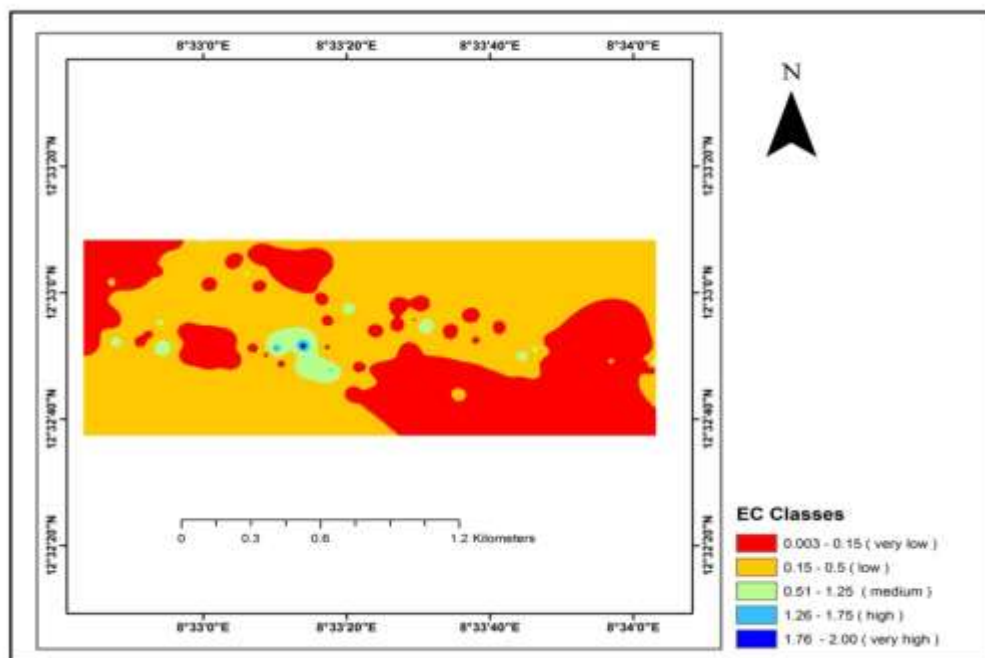 8°33'0"E 8°33'20"E 8°33'40"E 8°34'0"E
N
12°33'20"N 12°33'20"N
12°33'0"N 12°33'0"N
12°32'40"N 12°32'40"N
12°32'20"N 12°32'20"N
0 0.3 0.6 1.2 Kilometers
8°33'0"E 8°33'20"E 8°33'40"E 8°34'0"E
EC Classes
0.003 - 0.15 ( very low )
0.15 - 0.5 ( low )
0.51 - 1.25 ( medium )
1.26 - 1.75 ( high )
1.76 - 2.00 ( very high )